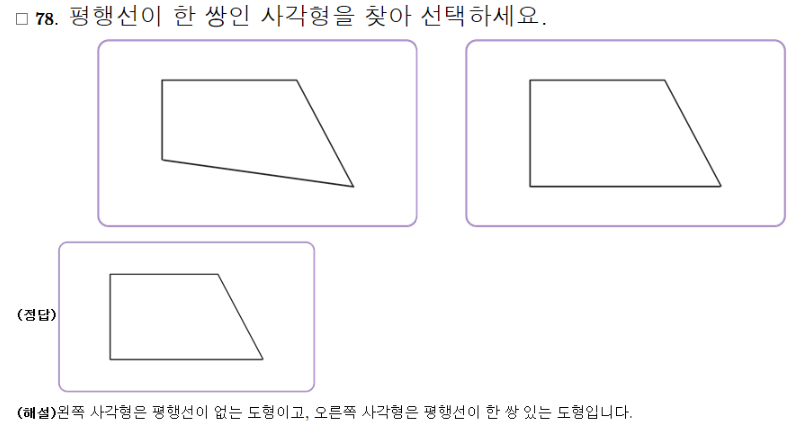 □ 78. 평행선이 한 쌍인 사각형을 찾아 선택하세요.
(정답)
(해설)왼쪽 사각형은 평행선이 없는 도형이고, 오른쪽 사각형은 평행선이 한 쌍 있는 도형입니다.